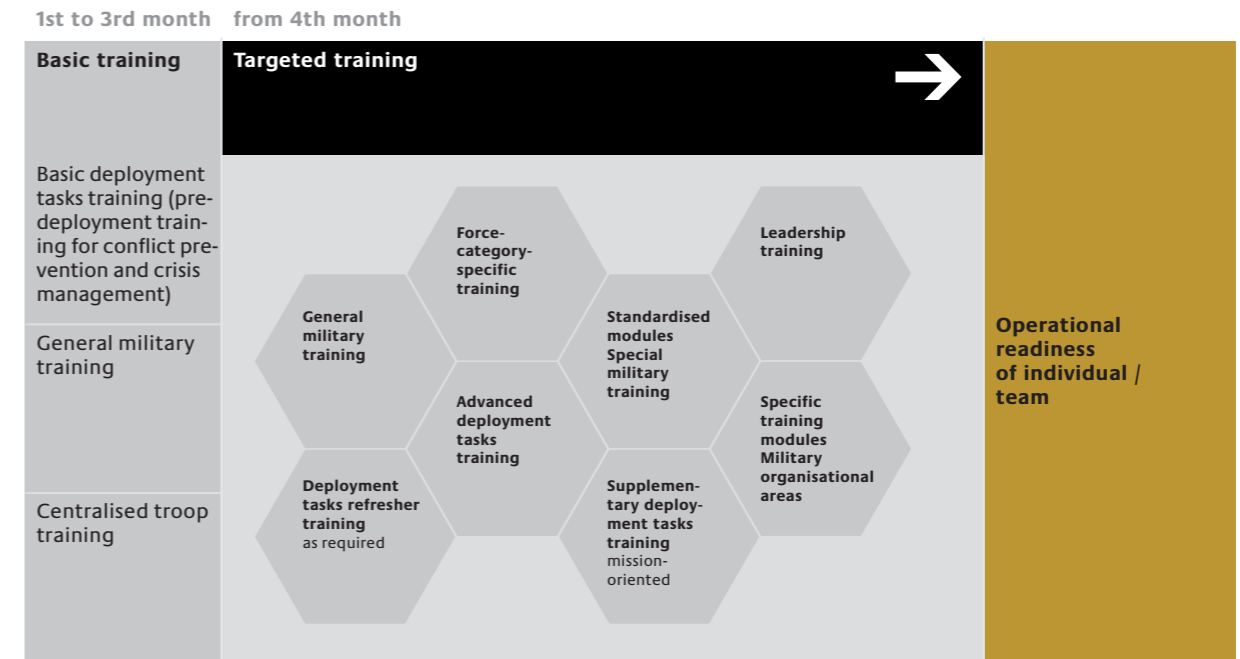 1st to 3rd month
from 4th month
Basic training
Targeted training
Basic deployment
tasks training (pre-
deployment train-
ing for conflict pre-
vention and crisis
management)
General military
training
Centralised troop
training
General
military
training
Deployment
tasks refresher
training
as required
Force-
category-
specific
training
Advanced
deployment
tasks
training
Standardised
modules
Special
military
training
Supplemen-
tary deploy-
ment tasks
training
mission-
oriented
Leadership
training
Specific
training
modules
Military
organisational
areas
Operational
readiness
of individual /
team